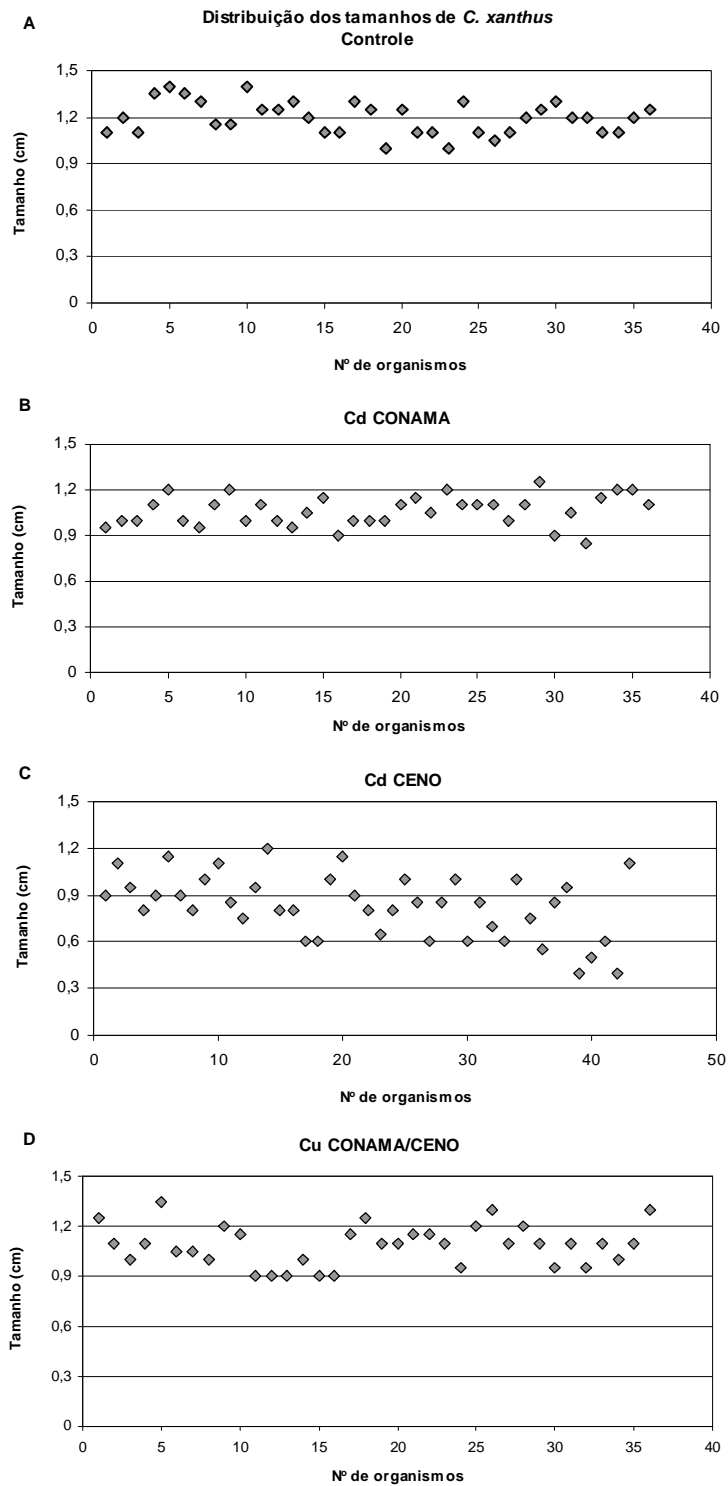 A
Distribuição dos tamanhos de C. xanthus
Controle
Tamanho (cm)
1,5
1,2
0,9
0,6
0,3
0
0 5 10 15 20 25 30 35 40
Nº de organismos
B
Cd CONAMA
Tamanho (cm)
1,5
1,2
0,9
0,6
0,3
0
0 5 10 15 20 25 30 35 40
Nº de organismos
C
Cd CENO
Tamanho (cm)
1,5
1,2
0,9
0,6
0,3
0
0 10 20 30 40 50
Nº de organismos
D
Cu CONAMA/CENO
Tamanho (cm)
1,5
1,2
0,9
0,6
0,3
0
0 5 10 15 20 25 30 35 40
Nº de organismos